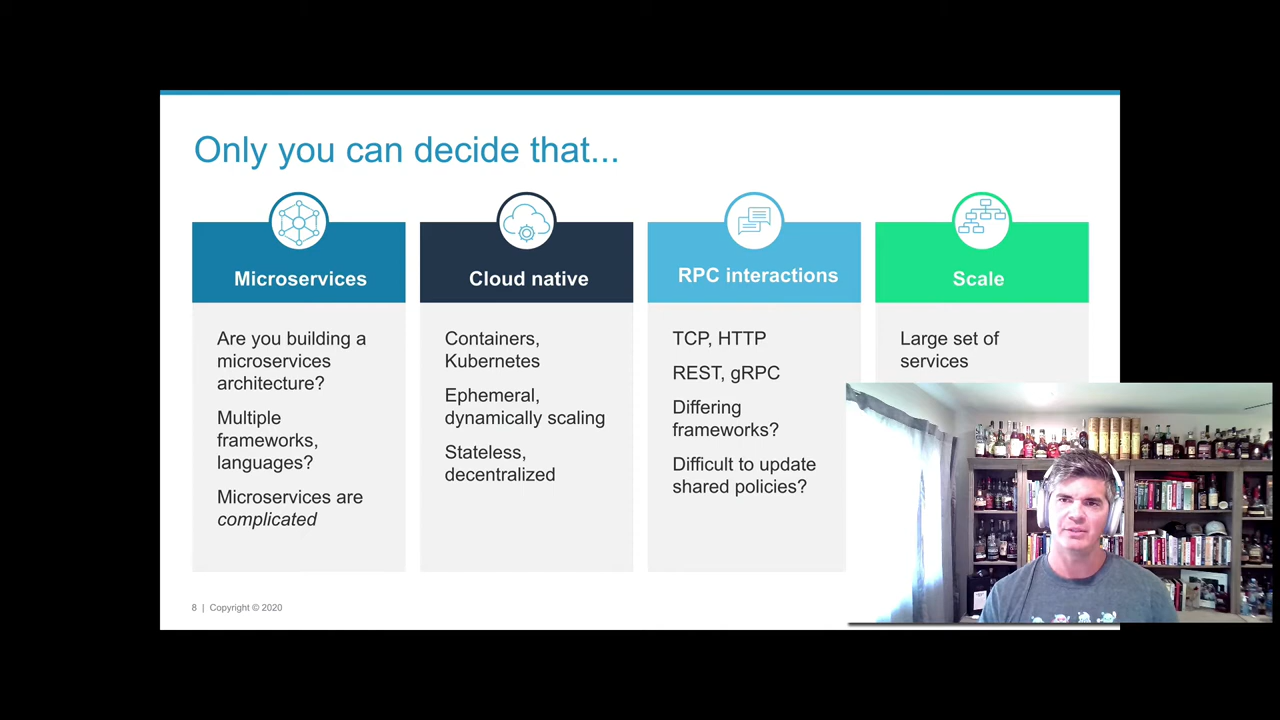 Only you can decide that...
Microservices
Are you building a
microservices
architecture?
Multiple
frameworks,
languages?
Microservices are
complicated
Cloud native
Containers,
Kubernetes
Ephemeral,
dynamically scaling
Stateless,
decentralized
RPC interactions
TCP, HTTP
REST, gRPC
Differing
frameworks?
Difficult to update
shared policies?
Scale
Large set of
services
8 | Copyright © 2020